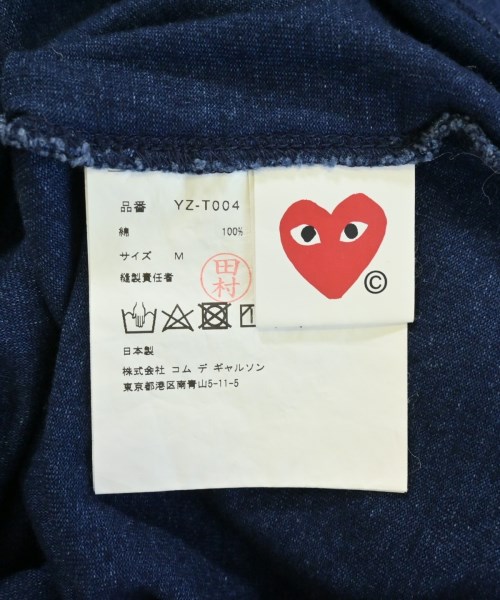 品番 YZ-T004
綿 100%
サイズ M
縫製責任者
田村
日本製
株式会社 コム デ ギャルソン
東京都港区南青山5-11-5
©